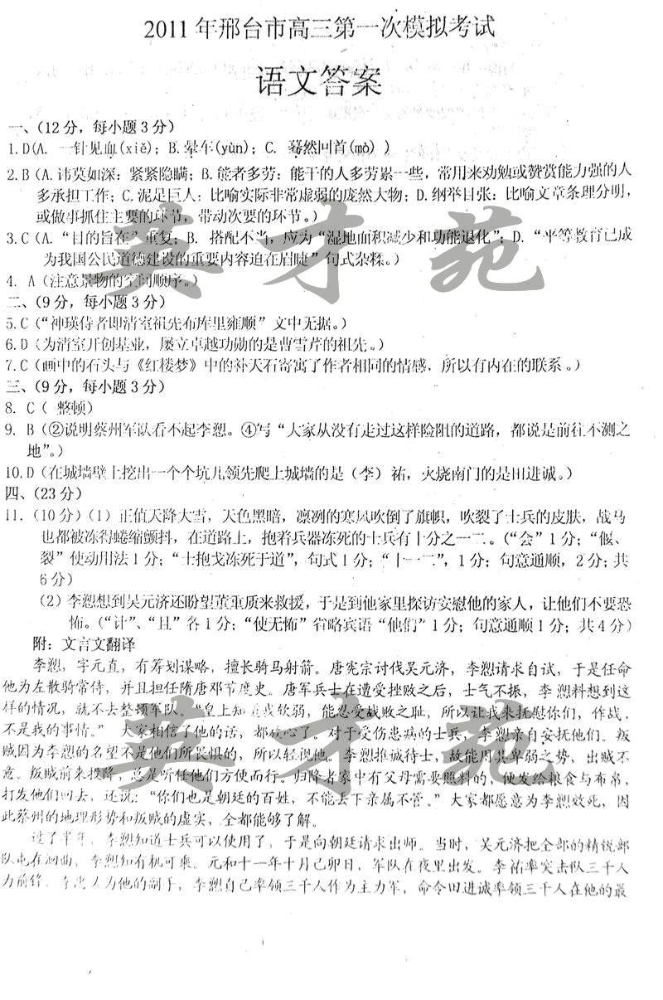 2011年邢台市高三第一次模拟考试
语文答案
一、(12分，每小题3分)
1.D(A. 一针见血(xiě)；B.晕车(yùn)；C. 蓦然回首(mò) )
2.B(A.讳莫如深：紧紧隐瞒；B.能者多劳：能干的人多劳累一些，常用来劝勉或赞赏能力强的人
多承担工作；C.泥足巨人：比喻实际非常虚弱的庞然大物；D.纲举目张：比喻文章条理分明，
或做事抓住主要的环节，带动次要的环节。)
3.C(A.“目的旨在”重复；B. 搭配不当，应为“湿地面积减少和功能退化”；D.“平等教育已成
为我国公民道德建设的重要内容迫在眉睫”句式杂糅。)
4. A(注意景物的空间顺序。)
二、(9分，每小题3分)
5.C(“神瑛侍者即清室祖先布库里雍顺”文中无据。)
6.D(为清室开创基业，屡立卓越功勋的是曹雪芹的祖先。)
7.C(画中的石头与《红楼梦》中的补天石寄寓了作者相同的情感，所以有内在的联系。)
三、(9分，每小题3分)
8. C( 整顿)
9. B(②说明蔡州军队看不起李愬。④写“大家从没有走过这样险阻的道路，都说是前往不测之
地”。)
10.D(在城墙壁上挖出一个个坑儿领先爬上城墙的是(李)祐，火烧南门的是田进诚。)
四、(23分)
11.(10分)(1)正值天降大雪，天色黑暗，凛冽的寒风吹倒了旗帜，吹裂了士兵的皮肤，战马
也都被冻得蜷缩颤抖，在道路上，抱着兵器冻死的士兵有十分之一二。(“会”1分；“偃、
裂”使动用法1分；“士抱戈冻死于道”，句式1分；“十一二”，1分；句意通顺，2分；共
6分)
(2)李愬想到吴元济还盼望董重质来救援，于是到他家里探访安慰他的家人，让他们不要恐
怖。(“计”、“且”各1分；“使无怖”省略宾语“他们”1分；句意通顺1分；共4分)
附：文言文翻译
李愬，字元直，有筹划谋略，擅长骑马射箭。唐宪宗讨伐吴元济，李愬请求自试，于是任命
他为左散骑常侍，并且担任隋唐邓节度史。唐军兵士在遭受挫败之后，士气不振，李愬料想到这
样的情况，就不去整顿军队。“皇上知道我软弱，能忍受战败之耻，所以让我来抚慰你们，作战，
不是我的事情。”大家相信了他的话，都放心了。对于受伤患病的士兵，李愬亲自安抚他们。叛
贼因为李愬的名望不是他们所畏惧的，所以轻视他。李愬推诚待士，故能用其卑弱之势，出贼不
意。叛贼前来投降，总是听任他们方便而行。归降者家中有父母需要照料的，便发给粮食与布帛，
打发他们回去，还说：“你们也是朝廷的百姓，不能去下亲属不管。”大家都愿意为李愬效死，因
此蔡州的地理形势和叛贼的虚实，全都能够了解。
过了半年，李愬知道士兵可以使用了，于是向朝廷请求出师。当时，吴元济把全部的精锐部
队屯在洄曲，李愬知有机可乘。元和十一年十月己卯日，军队在夜里出发。李祐率突击队三千人
为前锋，李忠义为他的副手，李愬自己率领三千人作为主力军，命令田进诚率领三千人在他的最
英才苑
英才苑